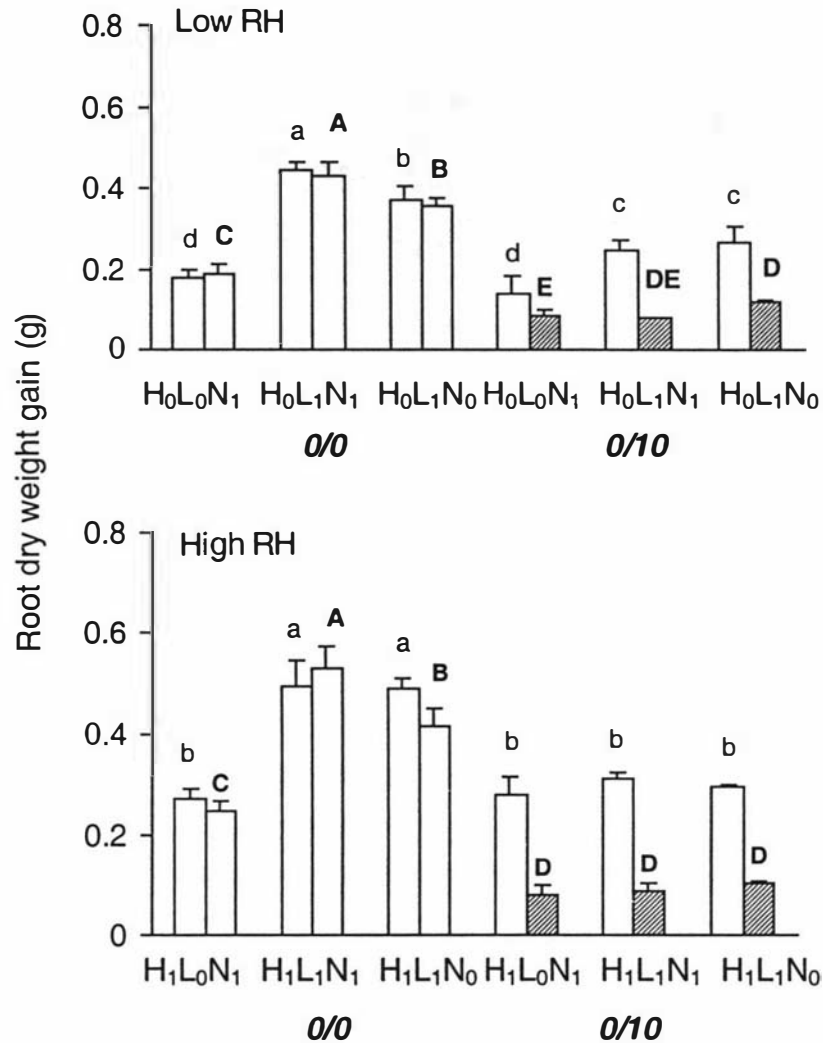 Root dry weight gain (g)
Low RH
0.8
0.6
0.4
0.2
0
d C
a A
b B
d E
c DE
c D
H₀L₀N₁ H₀L₁N₁ H₀L₁N₀ H₀L₀N₁ H₀L₁N₁ H₀L₁N₀
0/0 0/10
High RH
0.8
0.6
0.4
0.2
0
b C
a A
a B
b D
b D
b D
H₁L₀N₁ H₁L₁N₁ H₁L₁N₀ H₁L₀N₁ H₁L₁N₁ H₁L₁N₀
0/0 0/10